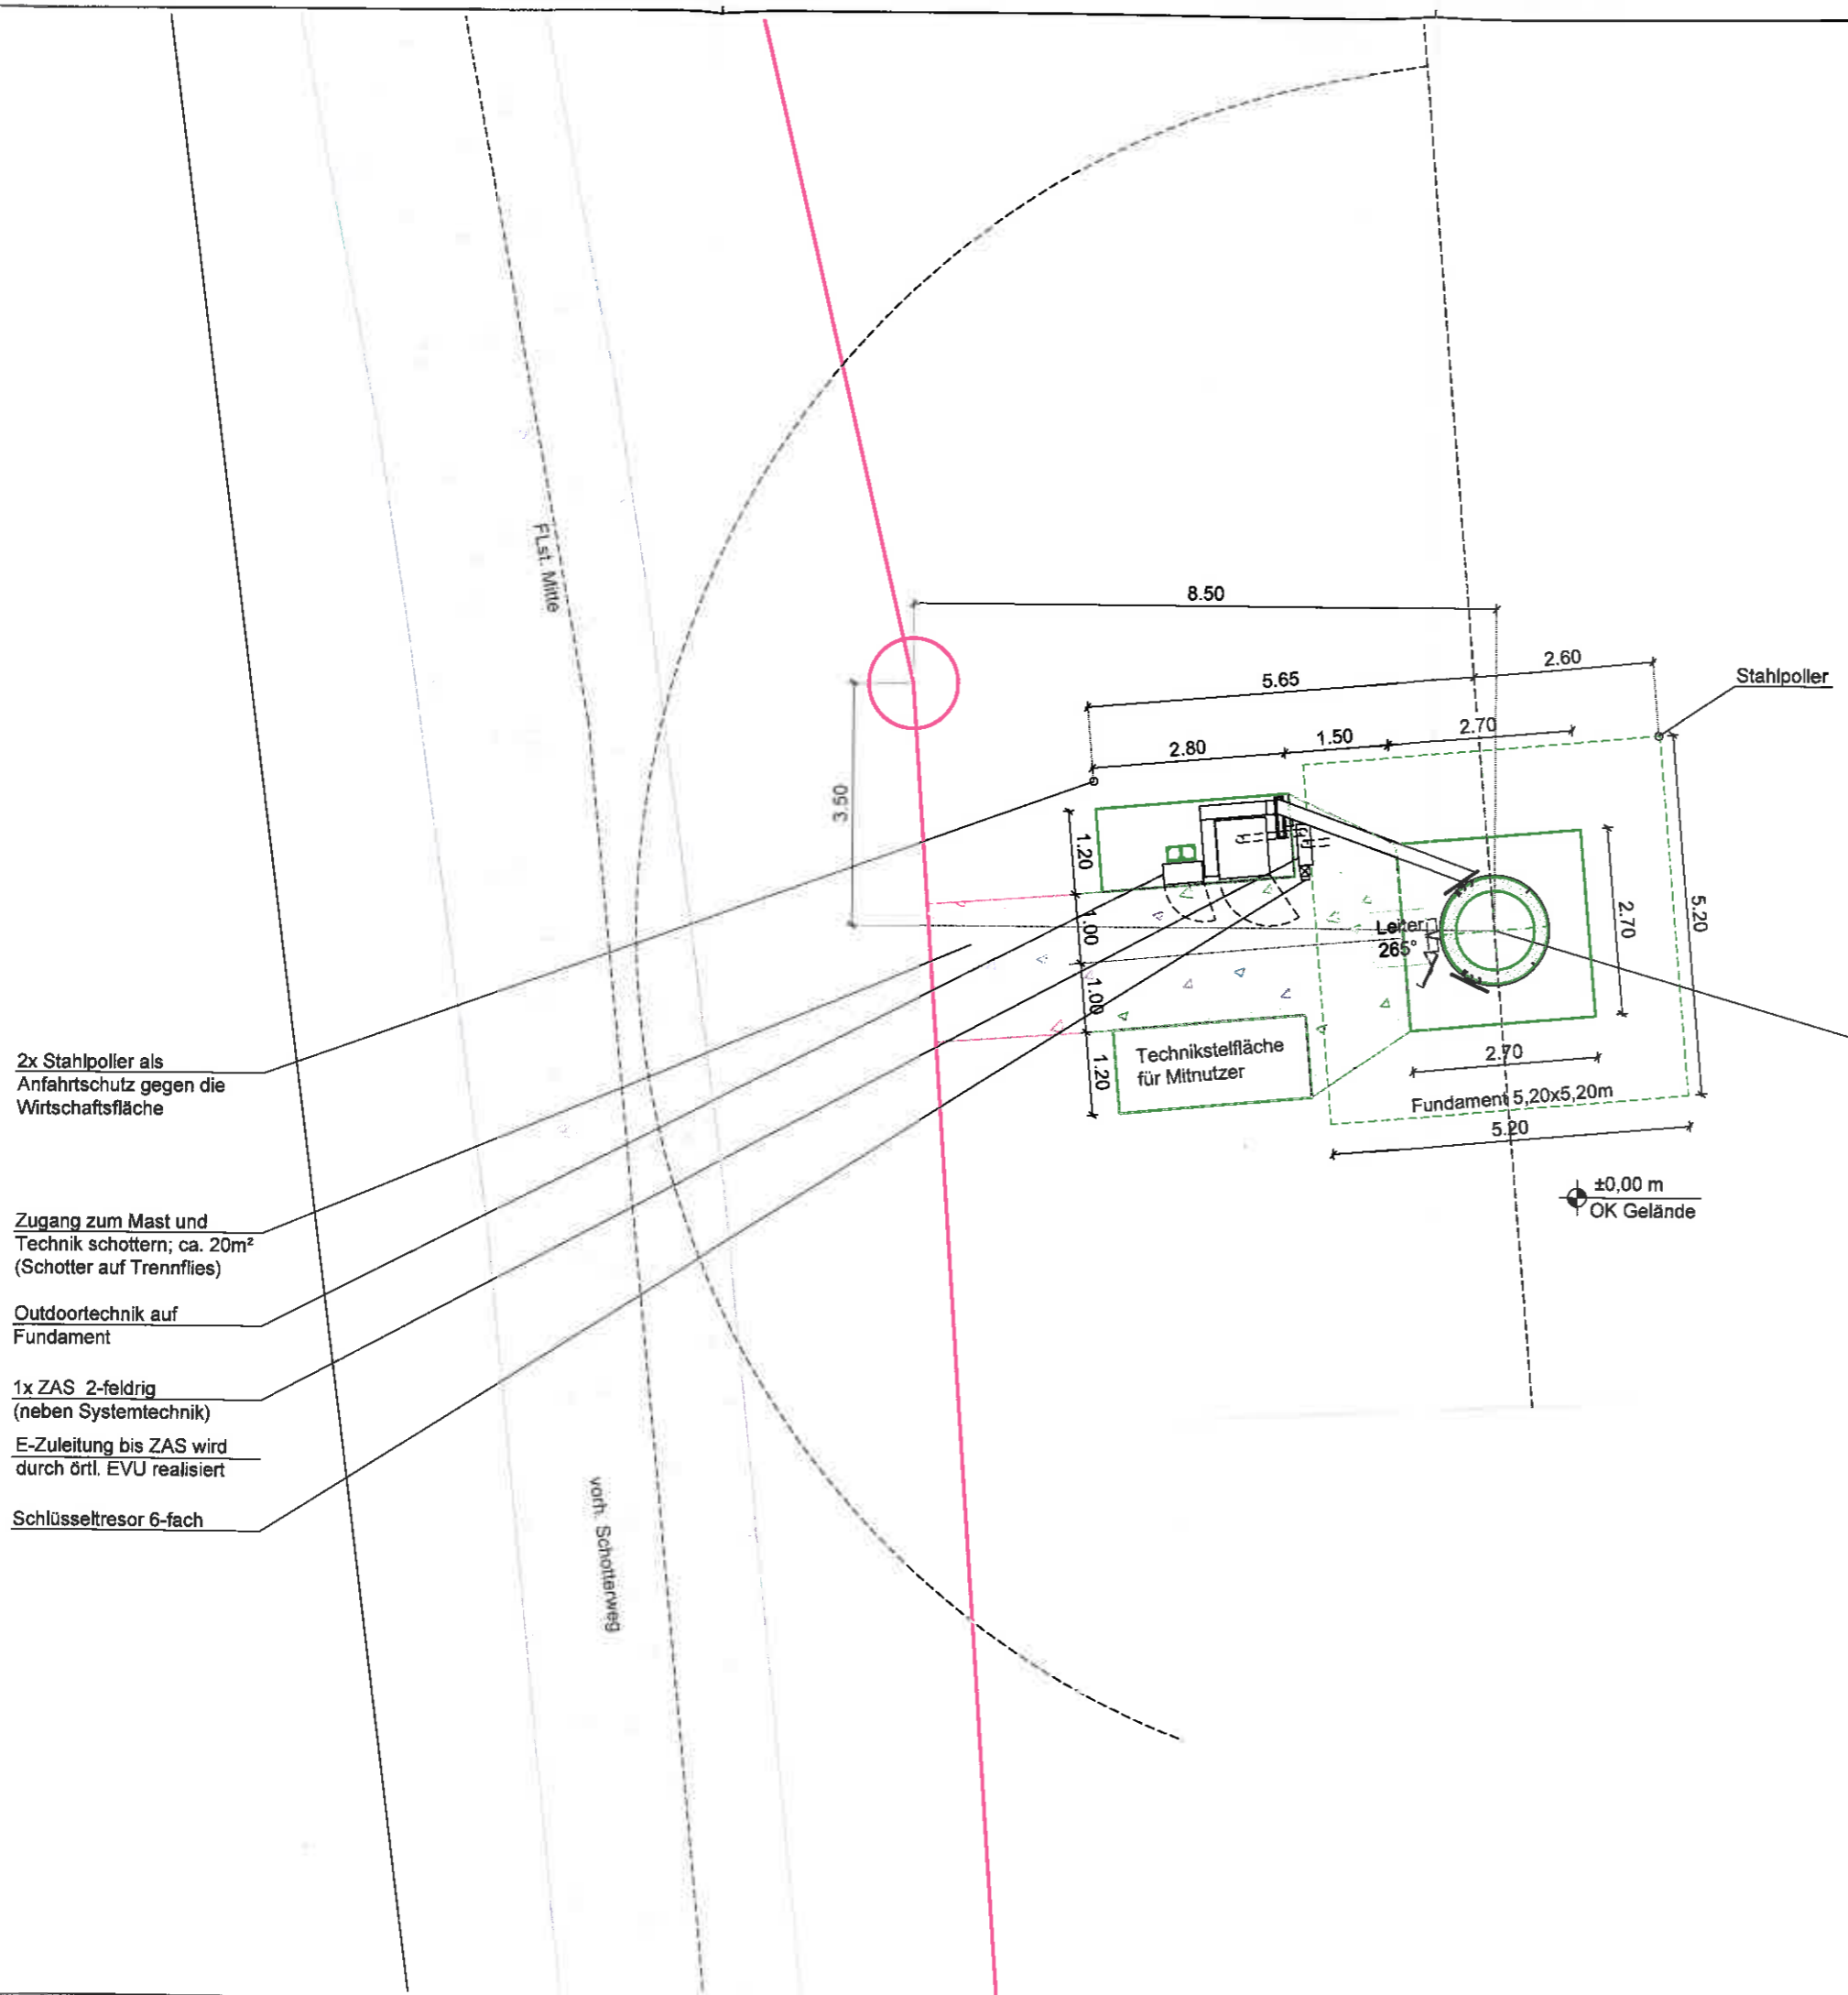 FLst. Mitte
8.50
2.60
5.65
Stahlpoller
2.70
1.50
2.80
3.50
1.20
1.00
1.00
1.20
Leiter
265°
2.70
5.20
Technikstelfläche
für Mitnutzer
2.70
Fundament 5,20x5,20m
5.20
±0,00 m
OK Gelände
2x Stahlpoller als
Anfahrtschutz gegen die
Wirtschaftsfläche
Zugang zum Mast und
Technik schottern; ca. 20m²
(Schotter auf Trennflies)
Outdoortechnik auf
Fundament
1x ZAS 2-feldrig
(neben Systemtechnik)
E-Zuleitung bis ZAS wird
durch örtl. EVU realisiert
Schlüsseltresor 6-fach
vorh. Schotterweg